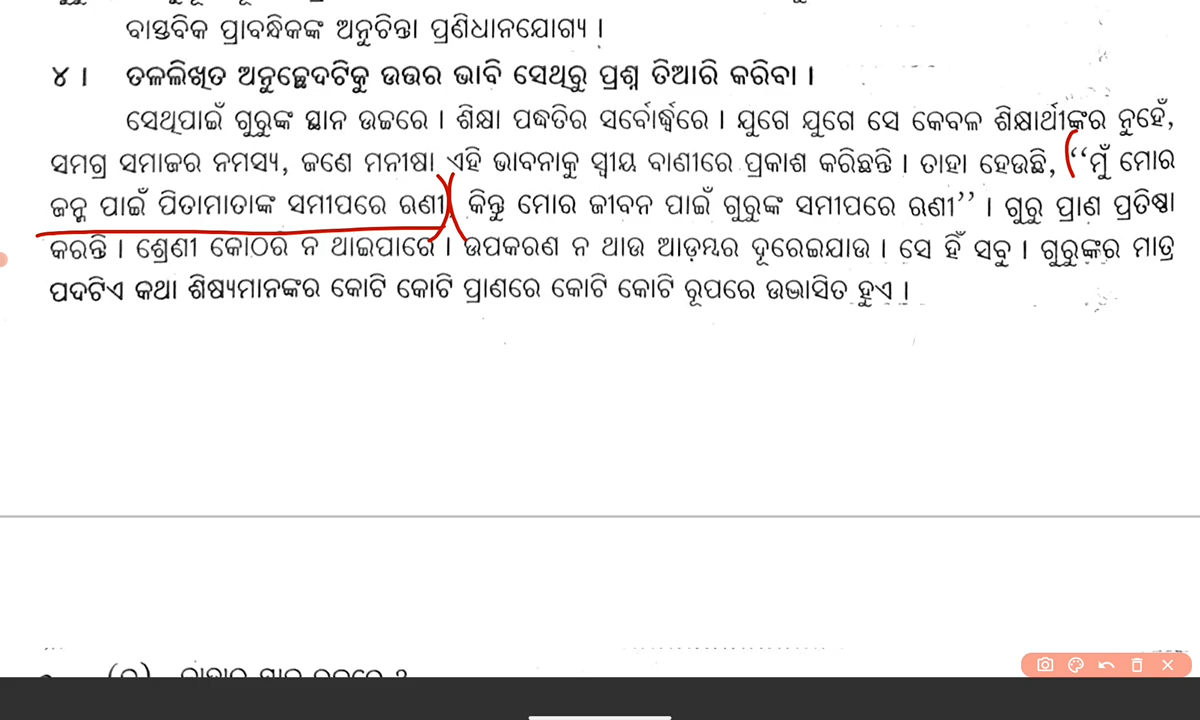 ବାସ୍ତବିକ ପ୍ରାବନ୍ଧିକଙ୍କ ଅନୁଚିନ୍ତା ପ୍ରଣିଧାନଯୋଗ୍ୟ ।
୪ । ତଳଲିଖିତ ଅନୁଚ୍ଛେଦଟିକୁ ଉତ୍ତର ଭାବି ସେଥିରୁ ପ୍ରଶ୍ନ ତିଆରି କରିବା ।
ସେଥିପାଇଁ ଗୁରୁଙ୍କ ସ୍ଥାନ ଉଚ୍ଚରେ । ଶିକ୍ଷା ପଦ୍ଧତିର ସର୍ବୋର୍ଦ୍ଧ୍ୱରେ । ଯୁଗେ ଯୁଗେ ସେ କେବଳ ଶିକ୍ଷାର୍ଥୀଙ୍କର ନୁହେଁ,
ସମଗ୍ର ସମାଜର ନମସ୍ୟ, ଜଣେ ମନୀଷା ଏହି ଭାବନାକୁ ସ୍ୱୀୟ ବାଣୀରେ ପ୍ରକାଶ କରିଛନ୍ତି । ତାହା ହେଉଛି, ‘‘ମୁଁ ମୋର
ଜନ୍ମ ପାଇଁ ପିତାମାତାଙ୍କ ସମୀପରେ ଋଣୀ, କିନ୍ତୁ ମୋର ଜୀବନ ପାଇଁ ଗୁରୁଙ୍କ ସମୀପରେ ଋଣୀ’’ । ଗୁରୁ ପ୍ରାଣ ପ୍ରତିଷ୍ଠା
କରନ୍ତି । ଶ୍ରେଣୀ କୋଠରି ନ ଥାଇପାରେ । ଉପକରଣ ନ ଥାଉ ଆଡ଼ମ୍ବର ଦୂରେଇଯାଉ । ସେ ହିଁ ସବୁ । ଗୁରୁଙ୍କର ମାତ୍ର
ପଦଟିଏ କଥା ଶିଷ୍ୟମାନଙ୍କର କୋଟି କୋଟି ପ୍ରାଣରେ କୋଟି କୋଟି ରୂପରେ ଉଦ୍ଭାସିତ ହୁଏ ।